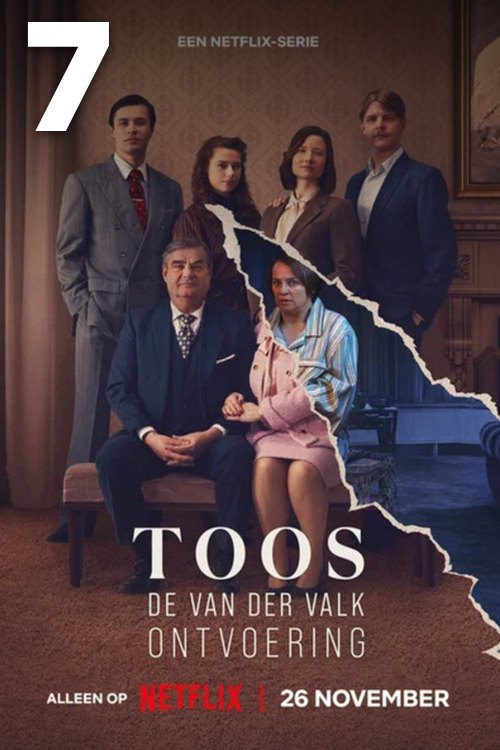 7
EEN NETFLIX-SERIE
TOOS
DE VAN DER VALK
ONTVOERING
ALLEEN OP NETFLIX | 26 NOVEMBER